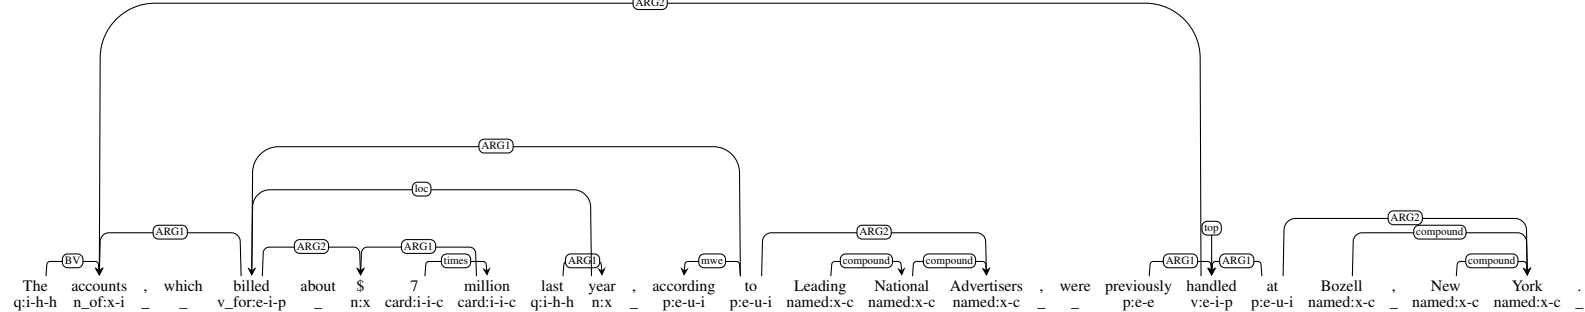 ARG2
ARG1
loc
top
ARG2
ARG1 ARG2 ARG1 ARG2 compound
BV times ARG1 mwe compound compound ARG1 ARG1 compound
The accounts , which billed about $ 7 million last year , according to Leading National Advertisers , were previously handled at Bozell , New York .
q:i-h-h n_of:x-i _ _ v_for:e-i-p _ n:x card:i-i-c card:i-i-c q:i-h-h n:x _ p:e-u-i p:e-u-i named:x-c named:x-c named:x-c _ _ p:e-e v:e-i-p p:e-u-i named:x-c _ named:x-c named:x-c _